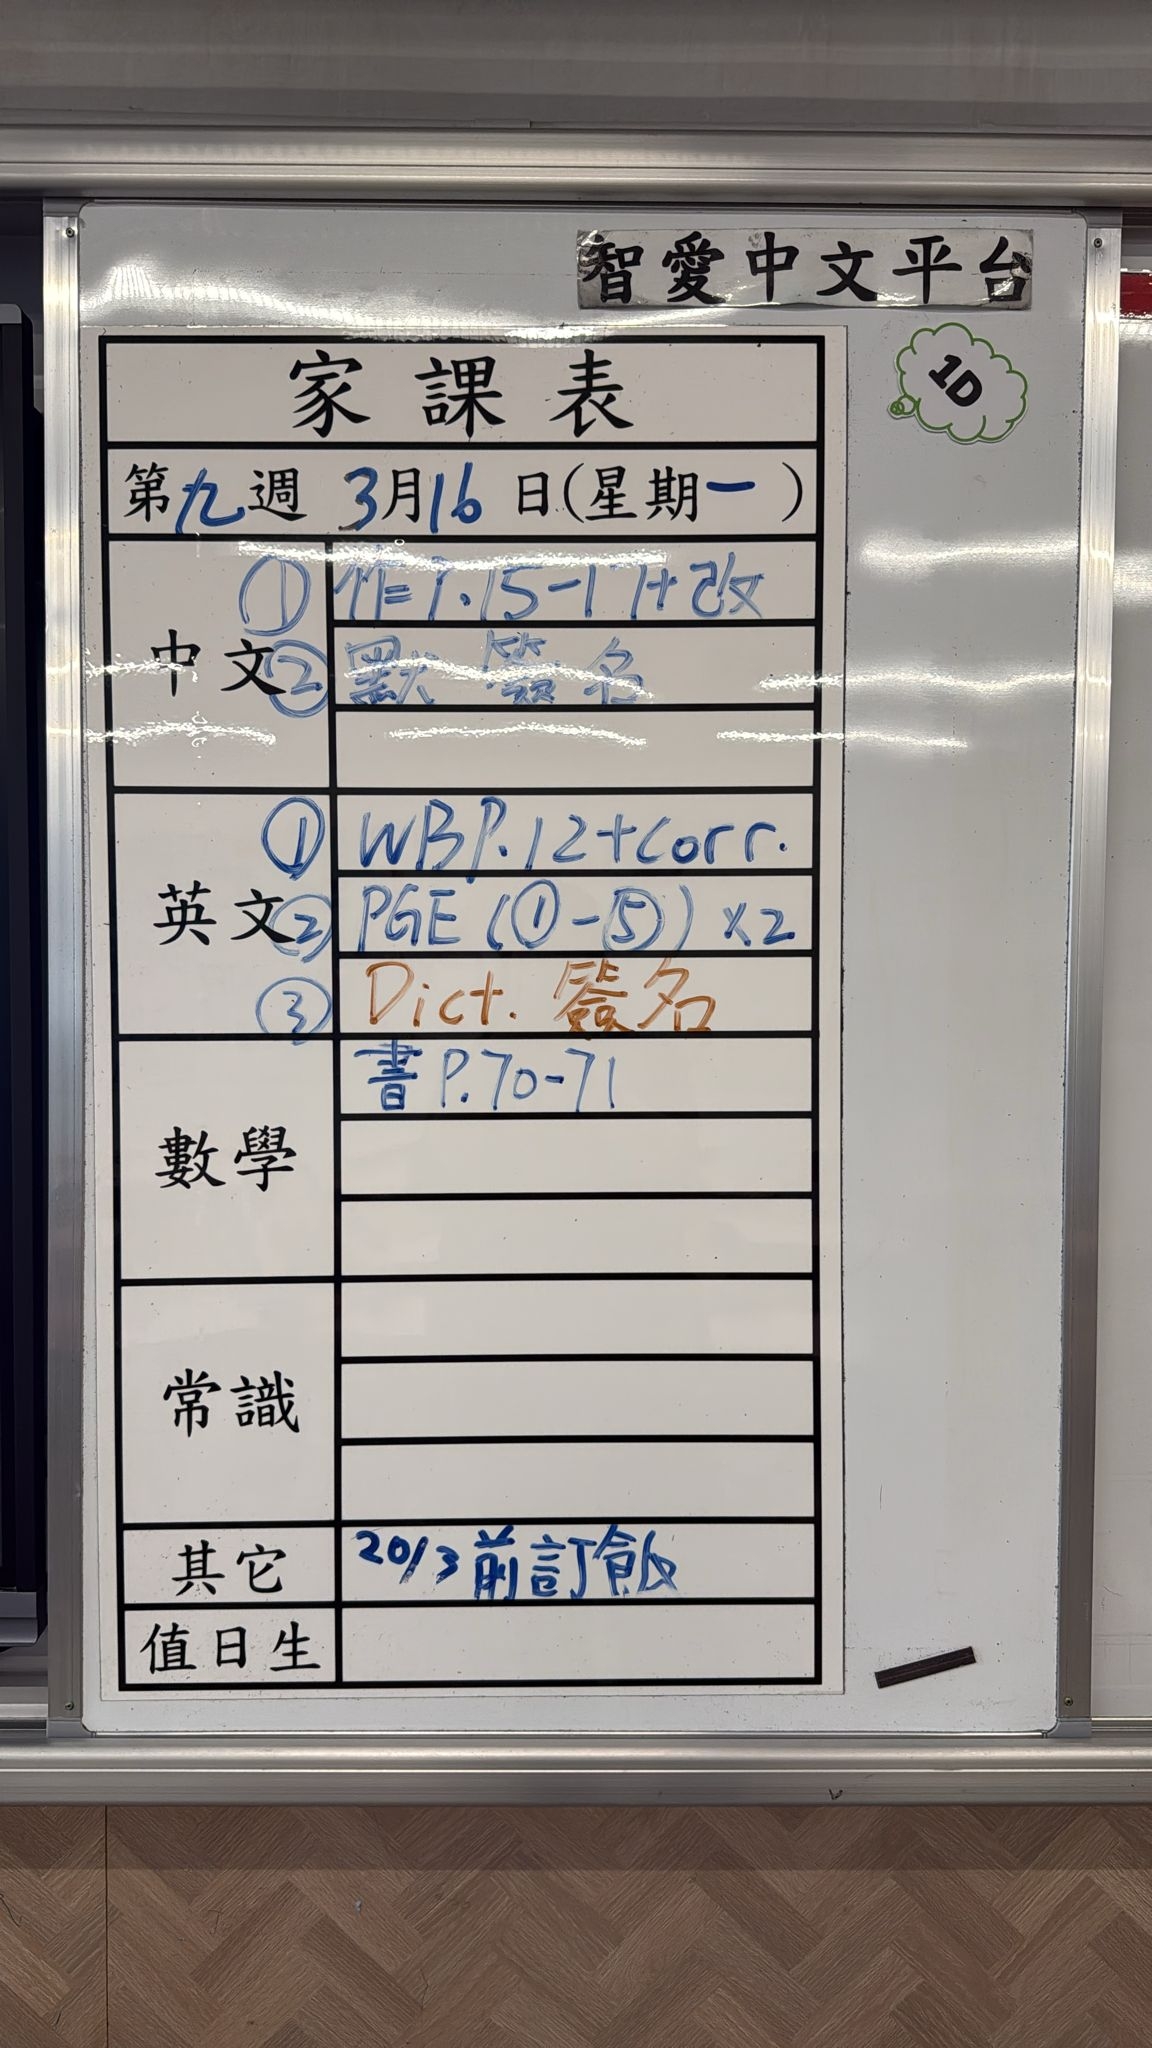 智愛中文平台
1D
家課表
第九週 3月16日(星期一)
中文
① 作=P.15-17+改
② 默 簽名
英文
① WB P.12+corr.
② PGE (①-⑤) x2
③ Dict. 簽名
數學
書P.70-71
常識
其它
20/3前訂飯
值日生